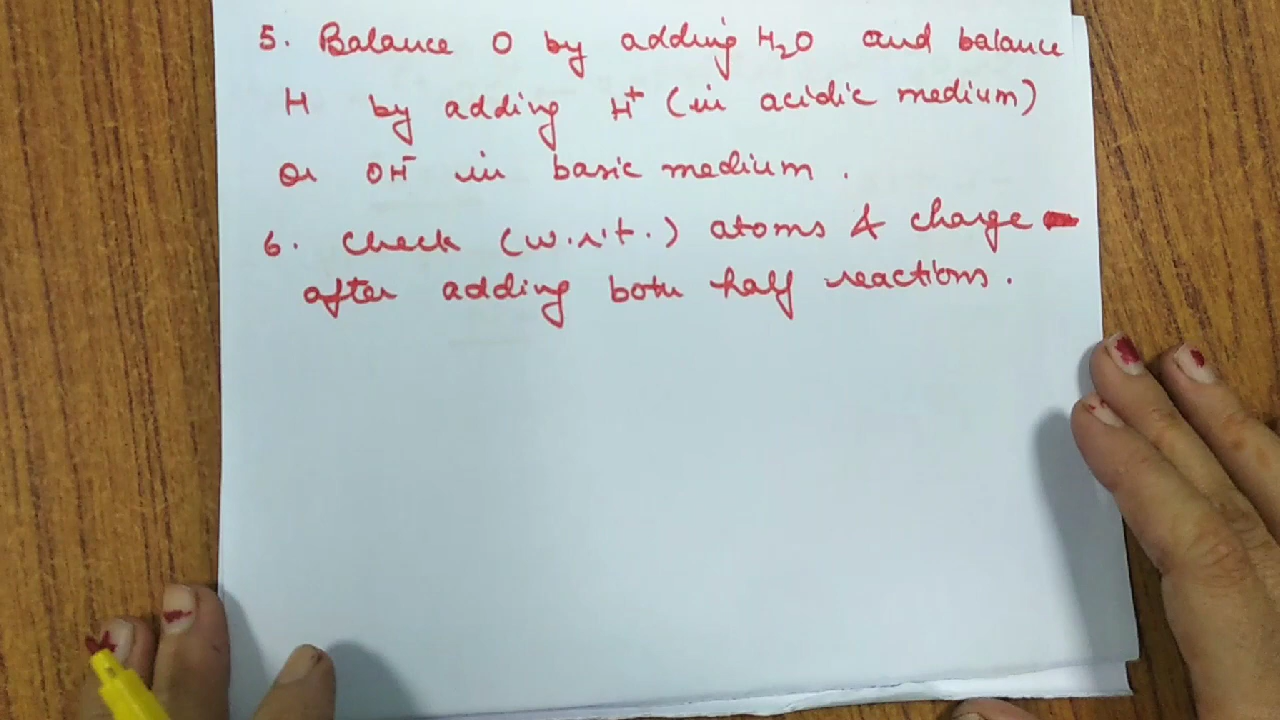 5. Balance O by adding H₂O and balance
H by adding H⁺ (in acidic medium)
or OH⁻ in basic medium.
6. Check (w.r.t.) atoms & charge
after adding both half reactions.